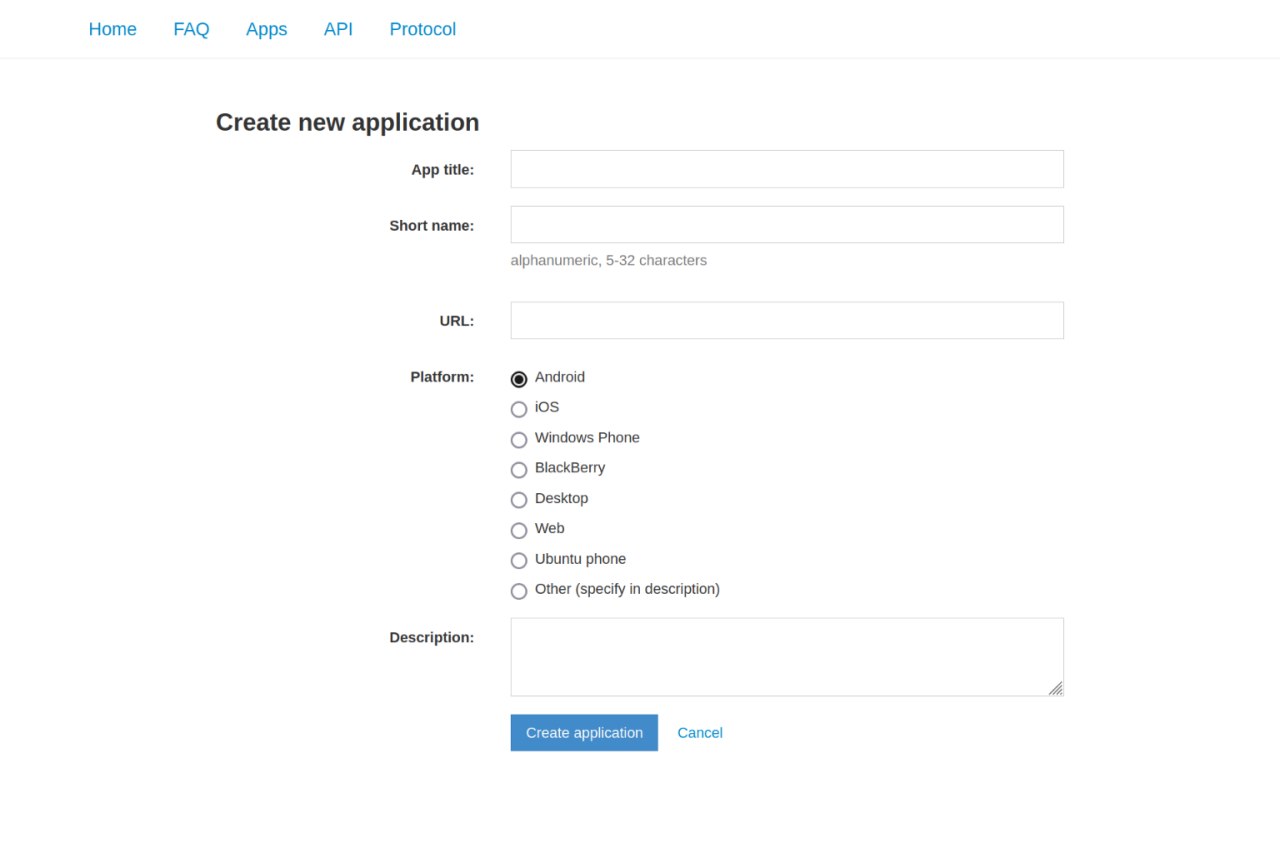 Home FAQ Apps API Protocol
Create new application
App title:
Short name:
alphanumeric, 5-32 characters
URL:
Platform: Android
iOS
Windows Phone
BlackBerry
Desktop
Web
Ubuntu phone
Other (specify in description)
Description:
Create application Cancel